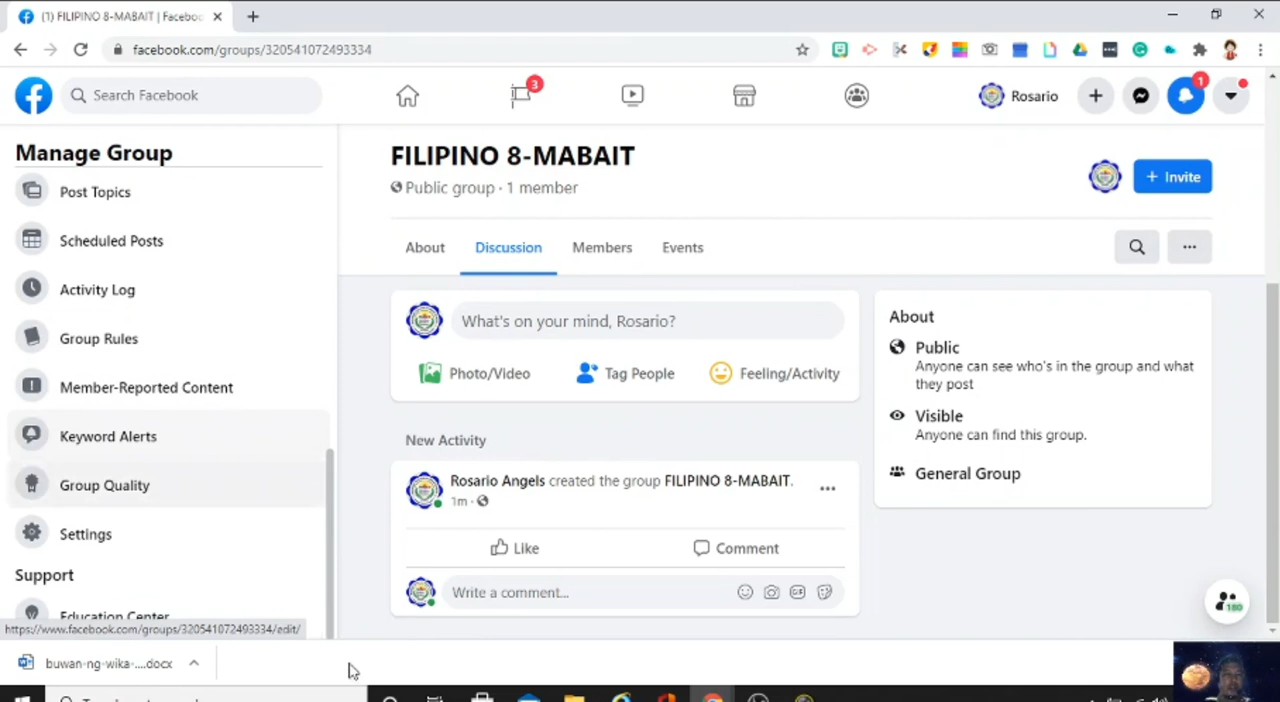 (1) FILIPINO 8-MABAIT | Faceboo
facebook.com/groups/320541072493334
Search Facebook
3
Rosario
1
Manage Group
Post Topics
Scheduled Posts
Activity Log
Group Rules
Member-Reported Content
Keyword Alerts
Group Quality
Settings
Support
Education Center
https://www.facebook.com/groups/320541072493334/edit/
FILIPINO 8-MABAIT
Public group · 1 member
+ Invite
About
Discussion
Members
Events
What's on your mind, Rosario?
Photo/Video
Tag People
Feeling/Activity
New Activity
Rosario Angels created the group FILIPINO 8-MABAIT.
1m ·
Like
Comment
Write a comment...
GIF
About
Public
Anyone can see who's in the group and what
they post
Visible
Anyone can find this group.
General Group
180
buwan-ng-wika-....docx